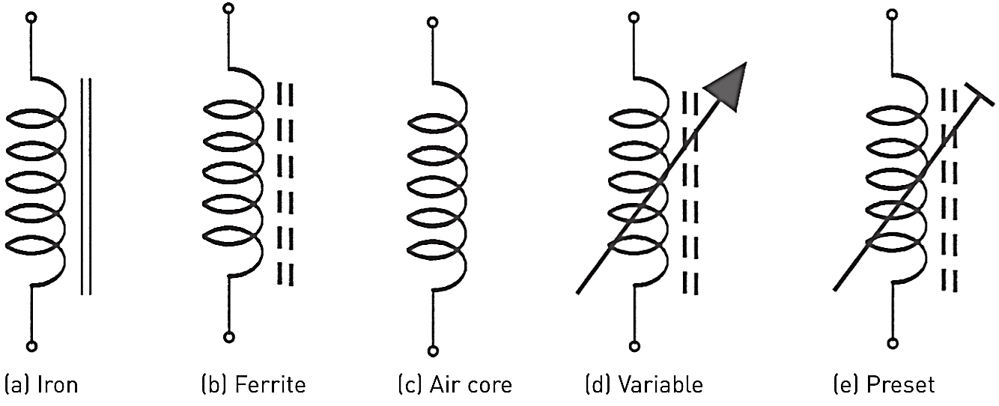 (a) Iron
(b) Ferrite
(c) Air core
(d) Variable
(e) Preset